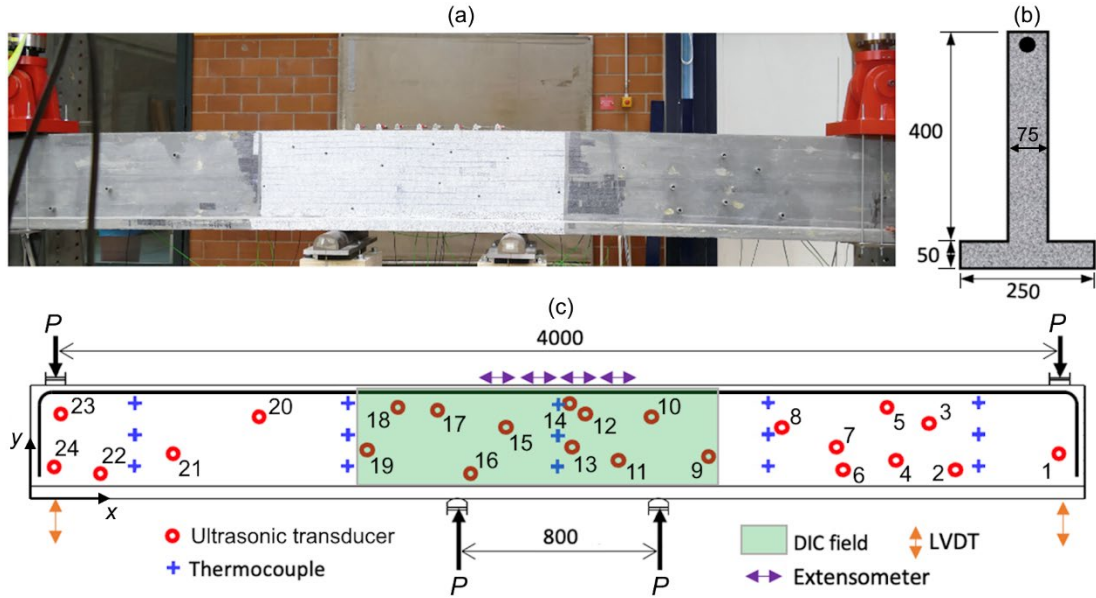 (a)
(b)
400
75
50
250
(c)
P
4000
P
23
20
18
17
14
12
10
8
5
3
15
24
22
21
19
16
13
11
9
7
6
4
2
1
y
x
Ultrasonic transducer
Thermocouple
800
P
P
DIC field
LVDT
Extensometer